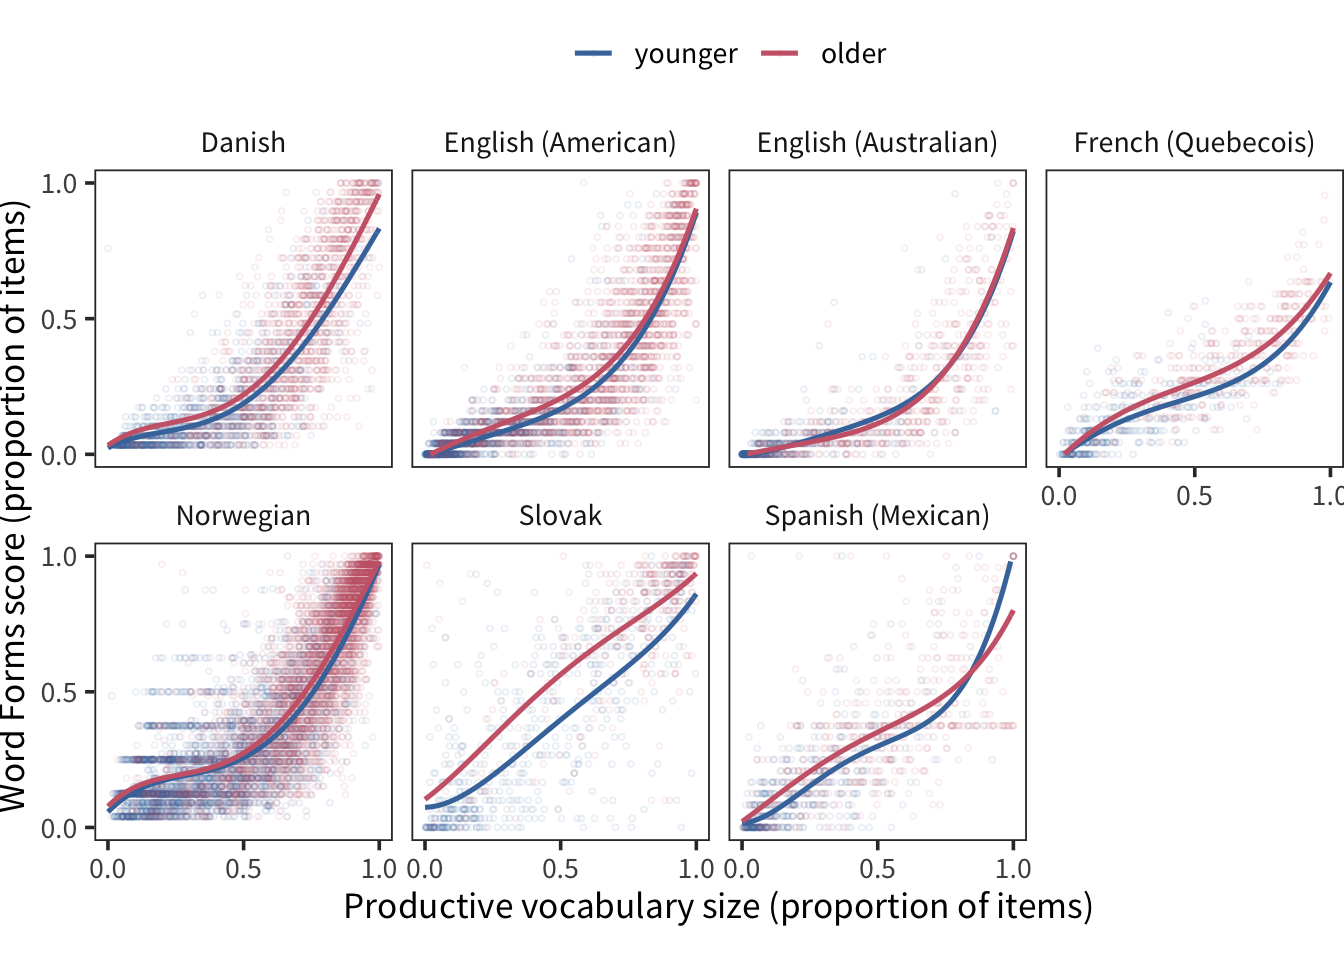 younger older
Danish English (American) English (Australian) French (Quebecois)
1.0
0.5
0.0
0.0 0.5 1.0
Norwegian Slovak Spanish (Mexican)
1.0
0.5
0.0
0.0 0.5 1.0 0.0 0.5 1.0 0.0 0.5 1.0
Word Forms score (proportion of items)
Productive vocabulary size (proportion of items)